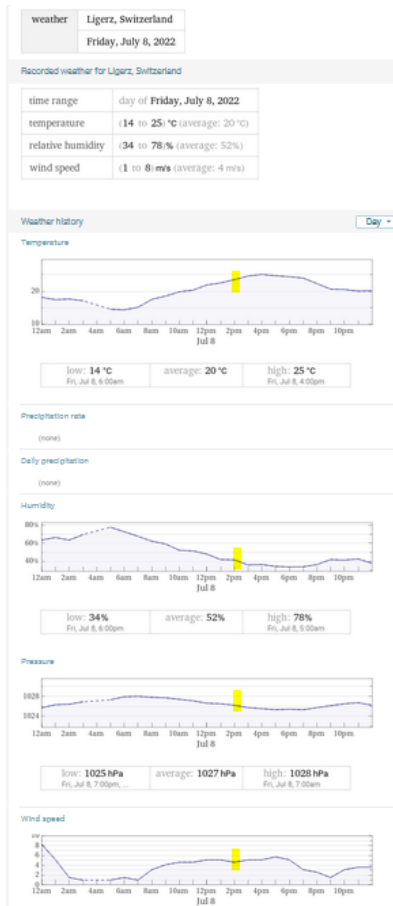 weather Ligerz, Switzerland
Friday, July 8, 2022
Recorded weather for Ligerz, Switzerland
time range day of Friday, July 8, 2022
temperature (14 to 25) °C (average: 20 °C)
relative humidity (34 to 78)% (average: 52%)
wind speed (1 to 8) m/s (average: 4 m/s)
Weather history Day
Temperature
20
10
12am 2am 4am 6am 8am 10am 12pm 2pm 4pm 6pm 8pm 10pm
Jul 8
low: 14 °C average: 20 °C high: 25 °C
Fri, Jul 8, 6:00am Fri, Jul 8, 4:00pm
Precipitation rate
(none)
Daily precipitation
(none)
Humidity
80%
60%
40%
12am 2am 4am 6am 8am 10am 12pm 2pm 4pm 6pm 8pm 10pm
Jul 8
low: 34% average: 52% high: 78%
Fri, Jul 8, 6:00pm Fri, Jul 8, 5:00am
Pressure
1028
1024
12am 2am 4am 6am 8am 10am 12pm 2pm 4pm 6pm 8pm 10pm
Jul 8
low: 1025 hPa average: 1027 hPa high: 1028 hPa
Fri, Jul 8, 7:00pm, ... Fri, Jul 8, 7:00am
Wind speed
10
8
6
4
2
0
12am 2am 4am 6am 8am 10am 12pm 2pm 4pm 6pm 8pm 10pm
Jul 8